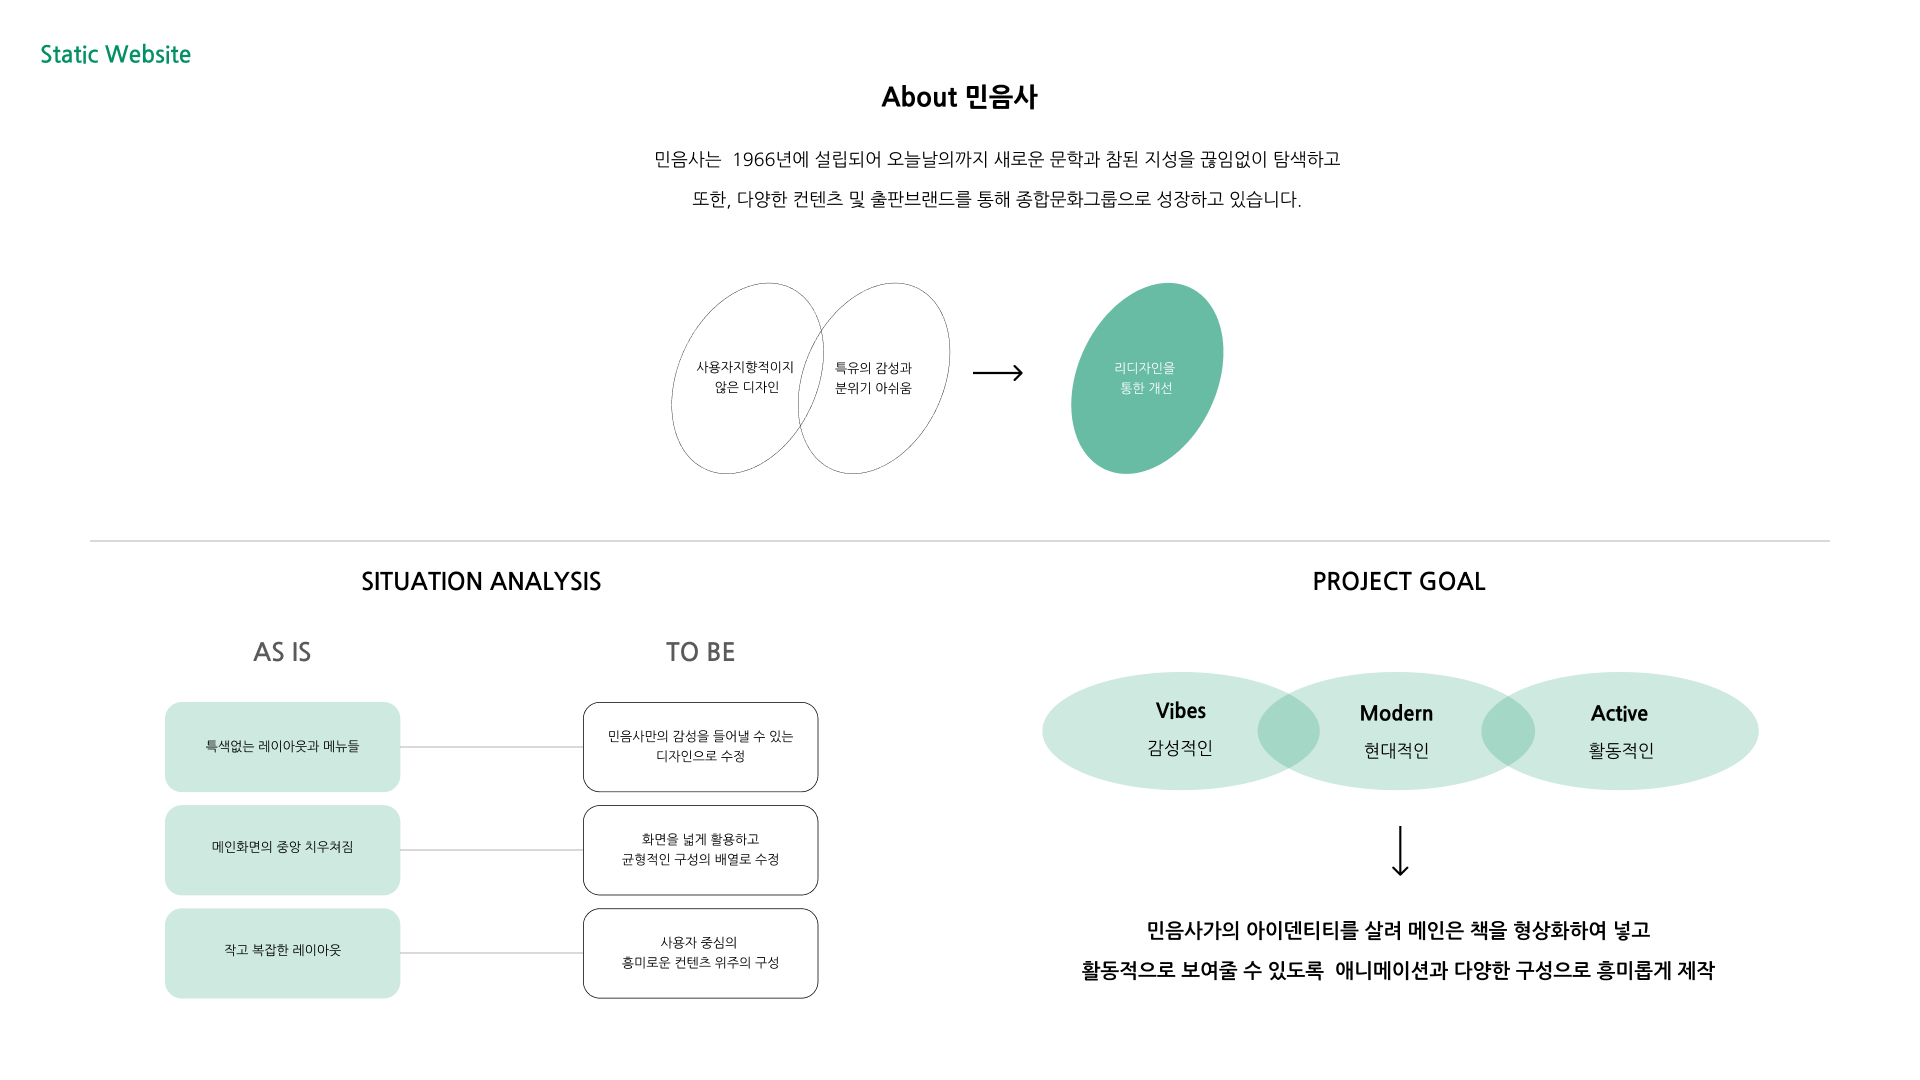 Static Website
About 민음사
민음사는  1966년에 설립되어 오늘날의까지 새로운 문학과 참된 지성을 끊임없이 탐색하고
또한, 다양한 컨텐츠 및 출판브랜드를 통해 종합문화그룹으로 성장하고 있습니다.
사용자지향적이지
않은 디자인
특유의 감성과
분위기 아쉬움
리디자인을
통한 개선
SITUATION ANALYSIS
AS IS
TO BE
특색없는 레이아웃과 메뉴들
민음사만의 감성을 들어낼 수 있는
디자인으로 수정
메인화면의 중앙 치우쳐짐
화면을 넓게 활용하고
균형적인 구성의 배열로 수정
작고 복잡한 레이아웃
사용자 중심의
흥미로운 컨텐츠 위주의 구성
PROJECT GOAL
Vibes
감성적인
Modern
현대적인
Active
활동적인
민음사가의 아이덴티티를 살려 메인은 책을 형상화하여 넣고
활동적으로 보여줄 수 있도록  애니메이션과 다양한 구성으로 흥미롭게 제작